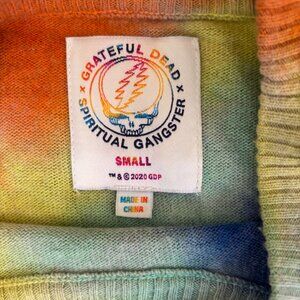 GRATEFUL DEAD
× SPIRITUAL GANGSTER ×
SMALL
™ & © 2020 GDP
MADE IN
CHINA